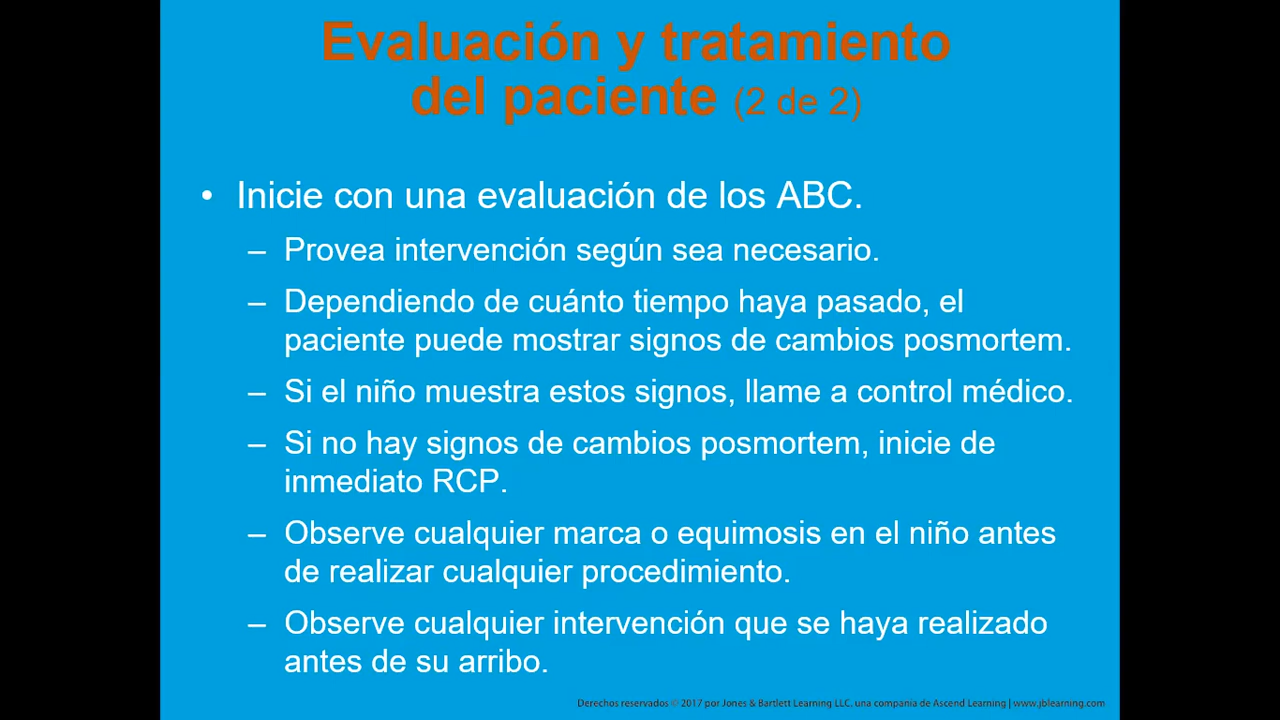 Evaluación y tratamiento
del paciente (2 de 2)
• Inicie con una evaluación de los ABC.
– Provea intervención según sea necesario.
– Dependiendo de cuánto tiempo haya pasado, el
paciente puede mostrar signos de cambios posmortem.
– Si el niño muestra estos signos, llame a control médico.
– Si no hay signos de cambios posmortem, inicie de
inmediato RCP.
– Observe cualquier marca o equimosis en el niño antes
de realizar cualquier procedimiento.
– Observe cualquier intervención que se haya realizado
antes de su arribo.
Derechos reservados © 2017 por Jones & Bartlett Learning LLC, una compañía de Ascend Learning | www.jblearning.com